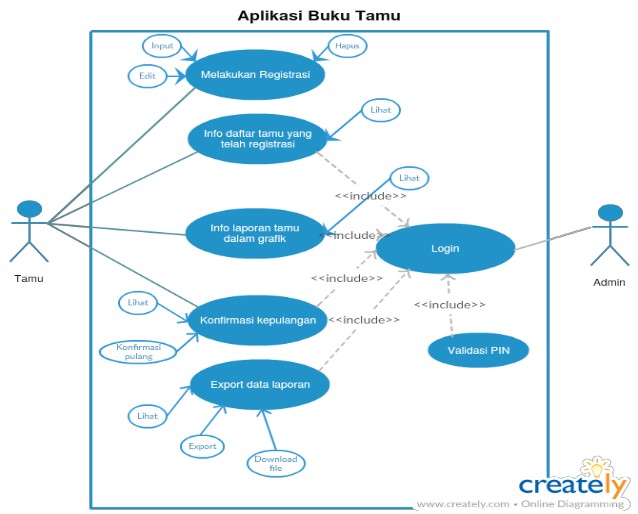 Aplikasi Buku Tamu
Input
Hapus
Edit
Melakukan Registrasi
Info daftar tamu yang
telah registrasi
Lihat
Lihat
<<include>>
Info laporan tamu
dalam grafik
<<include>>
Login
Tamu
Admin
<<include>>
Lihat
Konfirmasi kepulangan
<<include>>
<<include>>
Konfirmasi
pulang
Validasi PIN
Export data laporan
Lihat
Export
Download
file
creately
www.creately.com • Online Diagramming